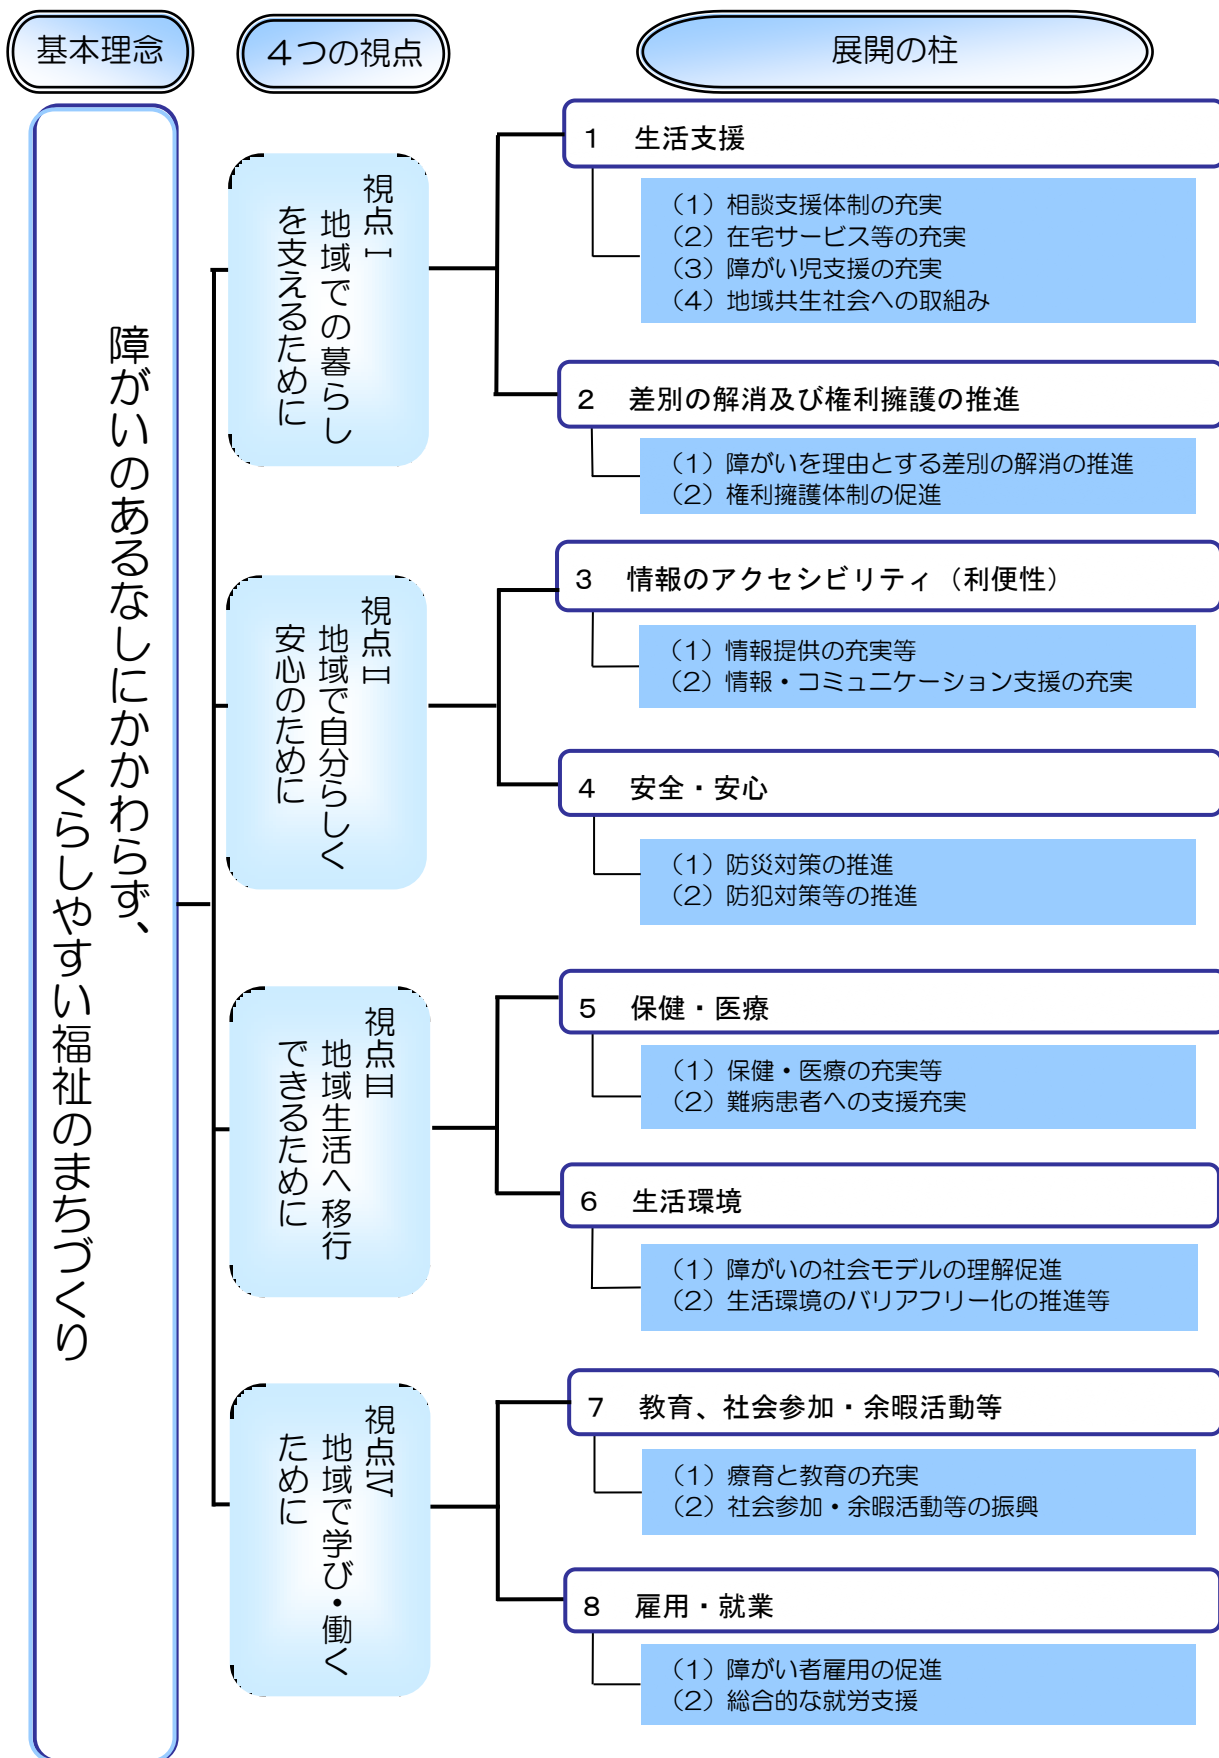 基本理念
4つの視点
展開の柱
障がいのあるなしにかかわらず、
くらしやすい福祉のまちづくり
視点Ⅰ
地域での暮らし
を支えるために
1 生活支援
(1)相談支援体制の充実
(2)在宅サービス等の充実
(3)障がい児支援の充実
(4)地域共生社会への取組み
2 差別の解消及び権利擁護の推進
(1)障がいを理由とする差別の解消の推進
(2)権利擁護体制の促進
視点Ⅱ
地域で自分らしく
安心のために
3 情報のアクセシビリティ(利便性)
(1)情報提供の充実等
(2)情報・コミュニケーション支援の充実
4 安全・安心
(1)防災対策の推進
(2)防犯対策等の推進
視点Ⅲ
地域生活へ移行
できるために
5 保健・医療
(1)保健・医療の充実等
(2)難病患者への支援充実
6 生活環境
(1)障がいの社会モデルの理解促進
(2)生活環境のバリアフリー化の推進等
視点Ⅳ
地域で学び・働く
ために
7 教育、社会参加・余暇活動等
(1)療育と教育の充実
(2)社会参加・余暇活動等の振興
8 雇用・就業
(1)障がい者雇用の促進
(2)総合的な就労支援